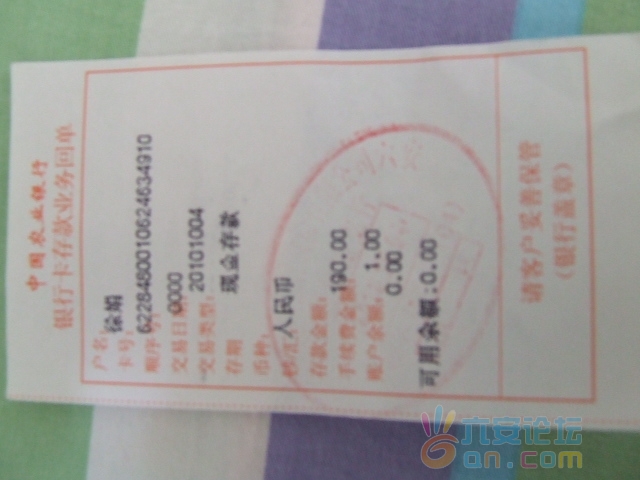 中国农业银行
银行卡存款业务回单
户名:
徐娟
卡号:
6228480010624634910
顺序号:
0000
交易日期:
20101004
交易类型:
现金存款
存期
币种:
人民币
存款金额:
190.00
手续费金额:
1.00
账户余额:
0.00
可用余额:0.00
请客户妥善保管
(银行盖章)
六安论坛
6an.com